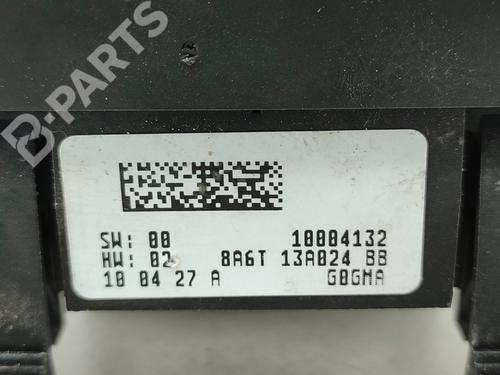 B-PARTS
SW: 00 10004132
HW: 02 8A6T 13A024 BB
10 04 27 A G0GMA